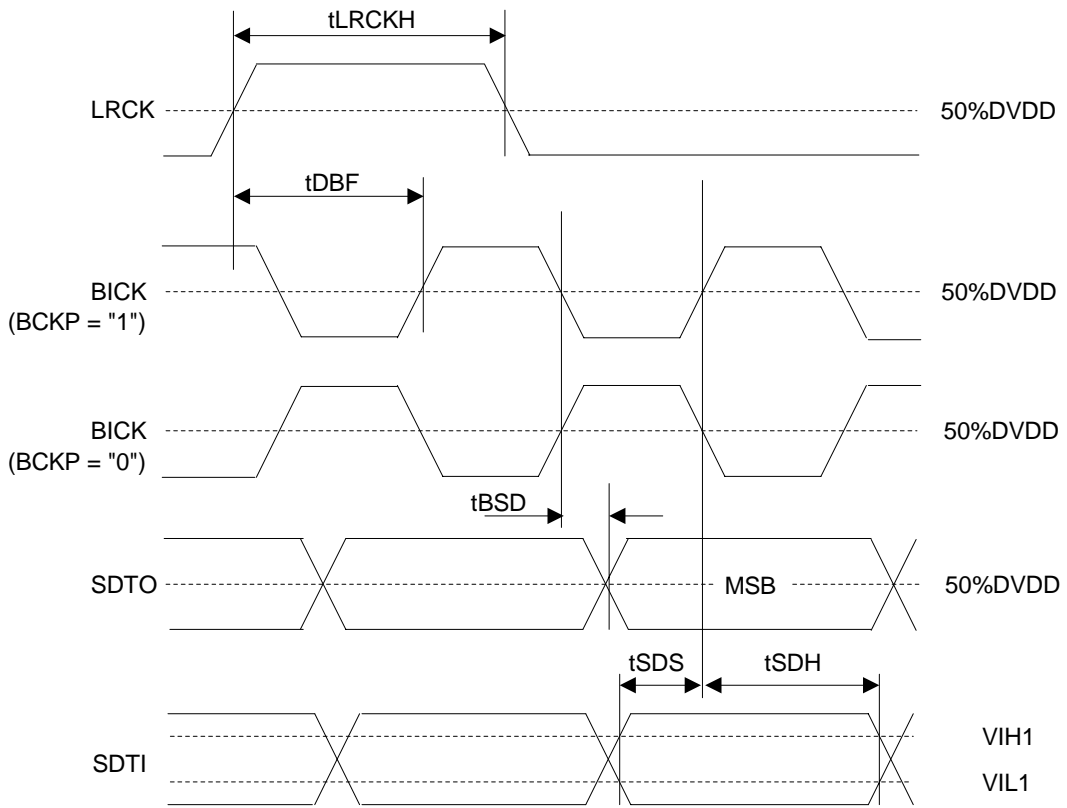 tLRCKH
LRCK
50%DVDD
tDBF
BICK
(BCKP = "1")
50%DVDD
BICK
(BCKP = "0")
50%DVDD
tBSD
SDTO
MSB
50%DVDD
tSDS
tSDH
SDTI
VIH1
VIL1